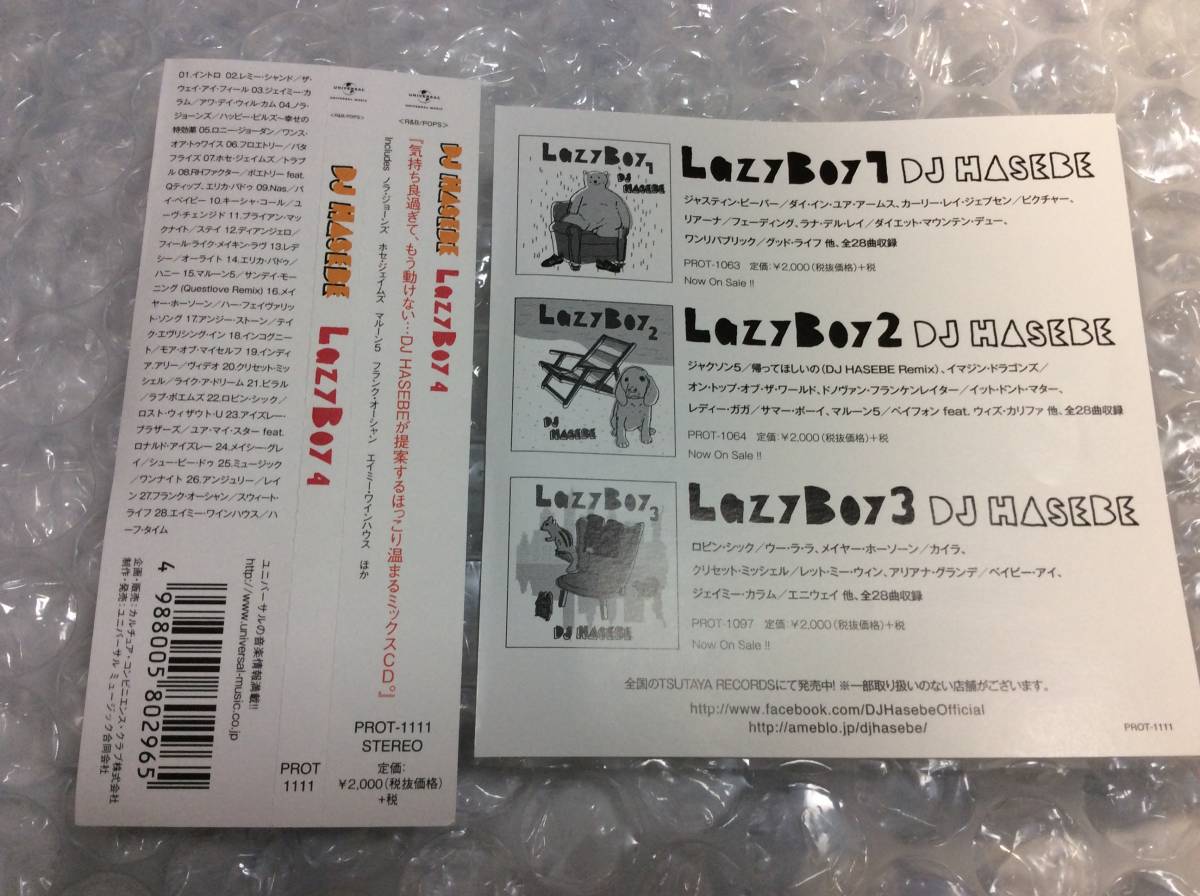 01.イントロ 02.レミー・シャンド/ザ・
ウェイ・アイ・フィール 03.ジェイミー・カ
ラム/アワ・デイ・ウィル・カム 04.ノラ・
ジョーンズ/ハッピー・ピルズ〜幸せの
特効薬 05.ロニー・ジョーダン/ワンス・
オア・トゥワイス 06.フロエトリー/バタ
フライズ 07.ホセ・ジェイムズ/トラブ
ル 08.RHファクター/ポエトリー feat.
Qティップ、エリカ・バドゥ 09.Nas/バ
イ・ベイビー 10.キーシャ・コール/ユ
ーヴ・チェンジド 11.ブライアン・マッ
クナイト/ステイ 12.ディアンジェロ/
フィール・ライク・メイキン・ラヴ 13.レデ
シー/オーライト 14.エリカ・バドゥ/
ハニー 15.マルーン5/サンデイ・モー
ニング(Questlove Remix) 16.メイ
ヤー・ホーソーン/ハー・フェイヴァリッ
ト・ソング 17.アンジー・ストーン/テイ
ク・エヴリシング・イン 18.インコグニー
ト/モア・オブ・マイセルフ 19.インディ
ア.アリー/ヴィデオ 20.クリセット・ミッ
シェル/ライク・ア・ドリーム 21.ビラル
/ラブ・ポエムズ 22.ロビン・シック/
ロスト・ウィザウト・U 23.アイズレー・
ブラザーズ/ユア・マイ・スター feat.
ロナルド・アイズレー 24.メイシー・グレ
イ/シュー・ビー・ドゥ 25.ミュージック
/ワンナイト 26.アンジュリー/レイ
ン 27.フランク・オーシャン/スウィート・
ライフ 28.エイミー・ワインハウス/ハ
ーフ・タイム
ユニバーサルの音楽情報満載!!
http://www.universal-music.co.jp
4 988005 802965
企画・販売:カルチュア・コンビニエンス・クラブ株式会社
制作・発売:ユニバーサル ミュージック合同会社
UNIVERSAL
UNIVERSAL MUSIC
<R&B/POPS>
DJ HASEBE LAZYBOY 4
PROT
1111
UNIVERSAL
UNIVERSAL MUSIC
<R&B/POPS>
DJ HASEBE LAZYBOY 4
『気持ち良過ぎて、もう動けない…DJ HASEBEが提案するほっこり温まるミックスCD。』
Includes ノラ・ジョーンズ ホセ・ジェイムズ マルーン5 フランク・オーシャン エイミー・ワインハウス ほか
PROT-1111
STEREO
定価:
¥2,000(税抜価格)
+税
LAZYBOY1
DJ HASEBE
LAZYBOY1 DJ HASEBE
ジャスティン・ビーバー/ダイ・イン・ユア・アームス、カーリー・レイ・ジェプセン/ピクチャー、
リアーナ/フェーディング、ラナ・デル・レイ/ダイエット・マウンテン・デュー、
ワンリパブリック/グッド・ライフ 他、全28曲収録
PROT-1063 定価:¥2,000(税抜価格)+税
Now On Sale !!
LAZYBOY2
DJ HASEBE
LAZYBOY2 DJ HASEBE
ジャクソン5/帰ってほしいの(DJ HASEBE Remix)、イマジン・ドラゴンズ/
オン・トップ・オブ・ザ・ワールド、ドノヴァン・フランケンレイター/イット・ドント・マター、
レディー・ガガ/サマー・ボーイ、マルーン5/ペイフォン feat. ウィズ・カリファ 他、全28曲収録
PROT-1064 定価:¥2,000(税抜価格)+税
Now On Sale !!
LAZYBOY3
DJ HASEBE
LAZYBOY3 DJ HASEBE
ロビン・シック/ウー・ラ・ラ、メイヤー・ホーソーン/カイラ、
クリセット・ミッシェル/レット・ミー・ウィン、アリアナ・グランデ/ベイビー・アイ、
ジェイミー・カラム/エニウェイ 他、全28曲収録
PROT-1097 定価:¥2,000(税抜価格)+税
Now On Sale !!
全国のTSUTAYA RECORDSにて発売中! ※一部取り扱いのない店舗がございます。
http://www.facebook.com/DJHasebeOfficial
http://ameblo.jp/djhasebe/
PROT-1111